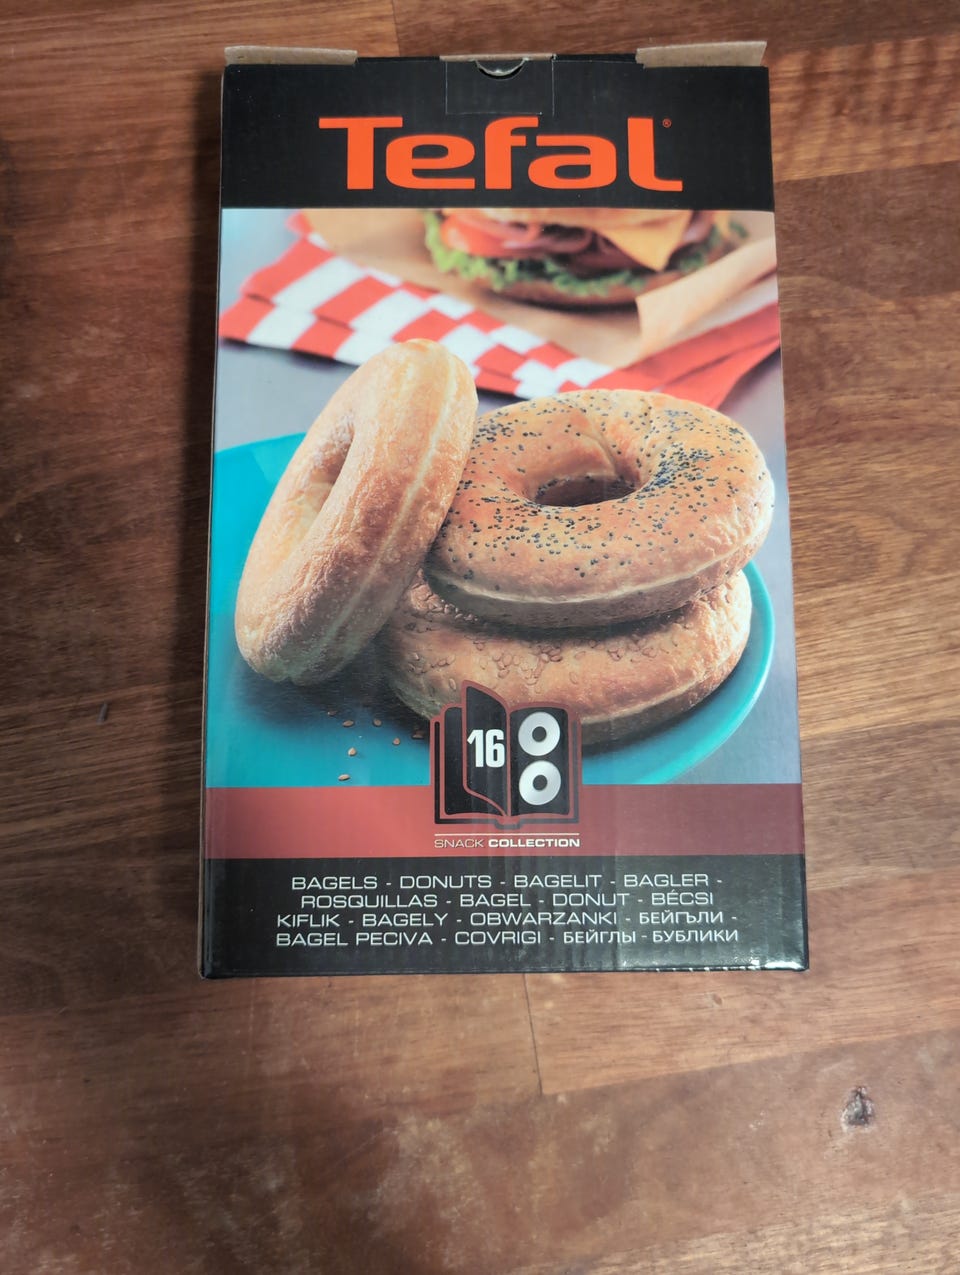 Tefal®
16
SNACK COLLECTION
BAGELS - DONUTS - BAGELIT - BAGLER -
ROSQUILLAS - BAGEL - DONUT - BÉCSI
KIFLIK - BAGELY - OBWARZANKI - БЕЙГЪЛИ -
BAGEL PECIVA - COVRIGI - БЕЙГЛЫ - БУБЛИКИ